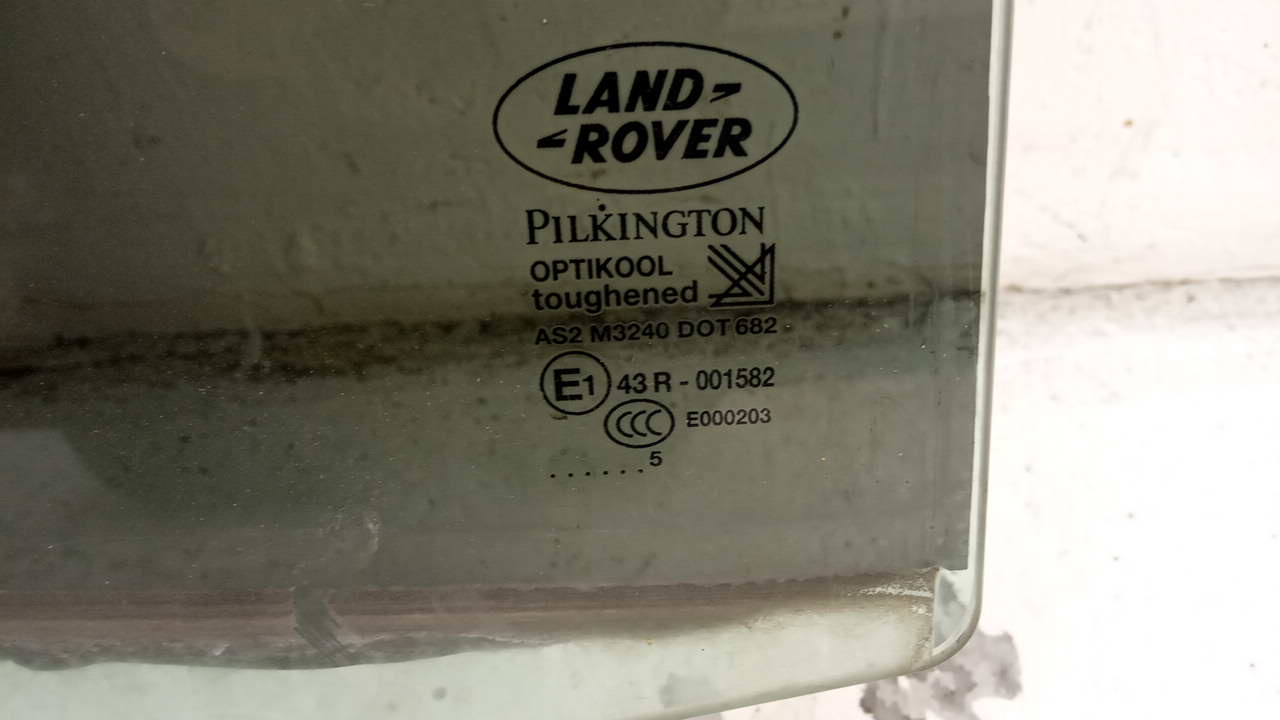 LAND
ROVER
PILKINGTON
OPTIKOOL
toughened
AS2 M3240 DOT 682
E1 43 R - 001582
CCC E000203
. . . . . . 5